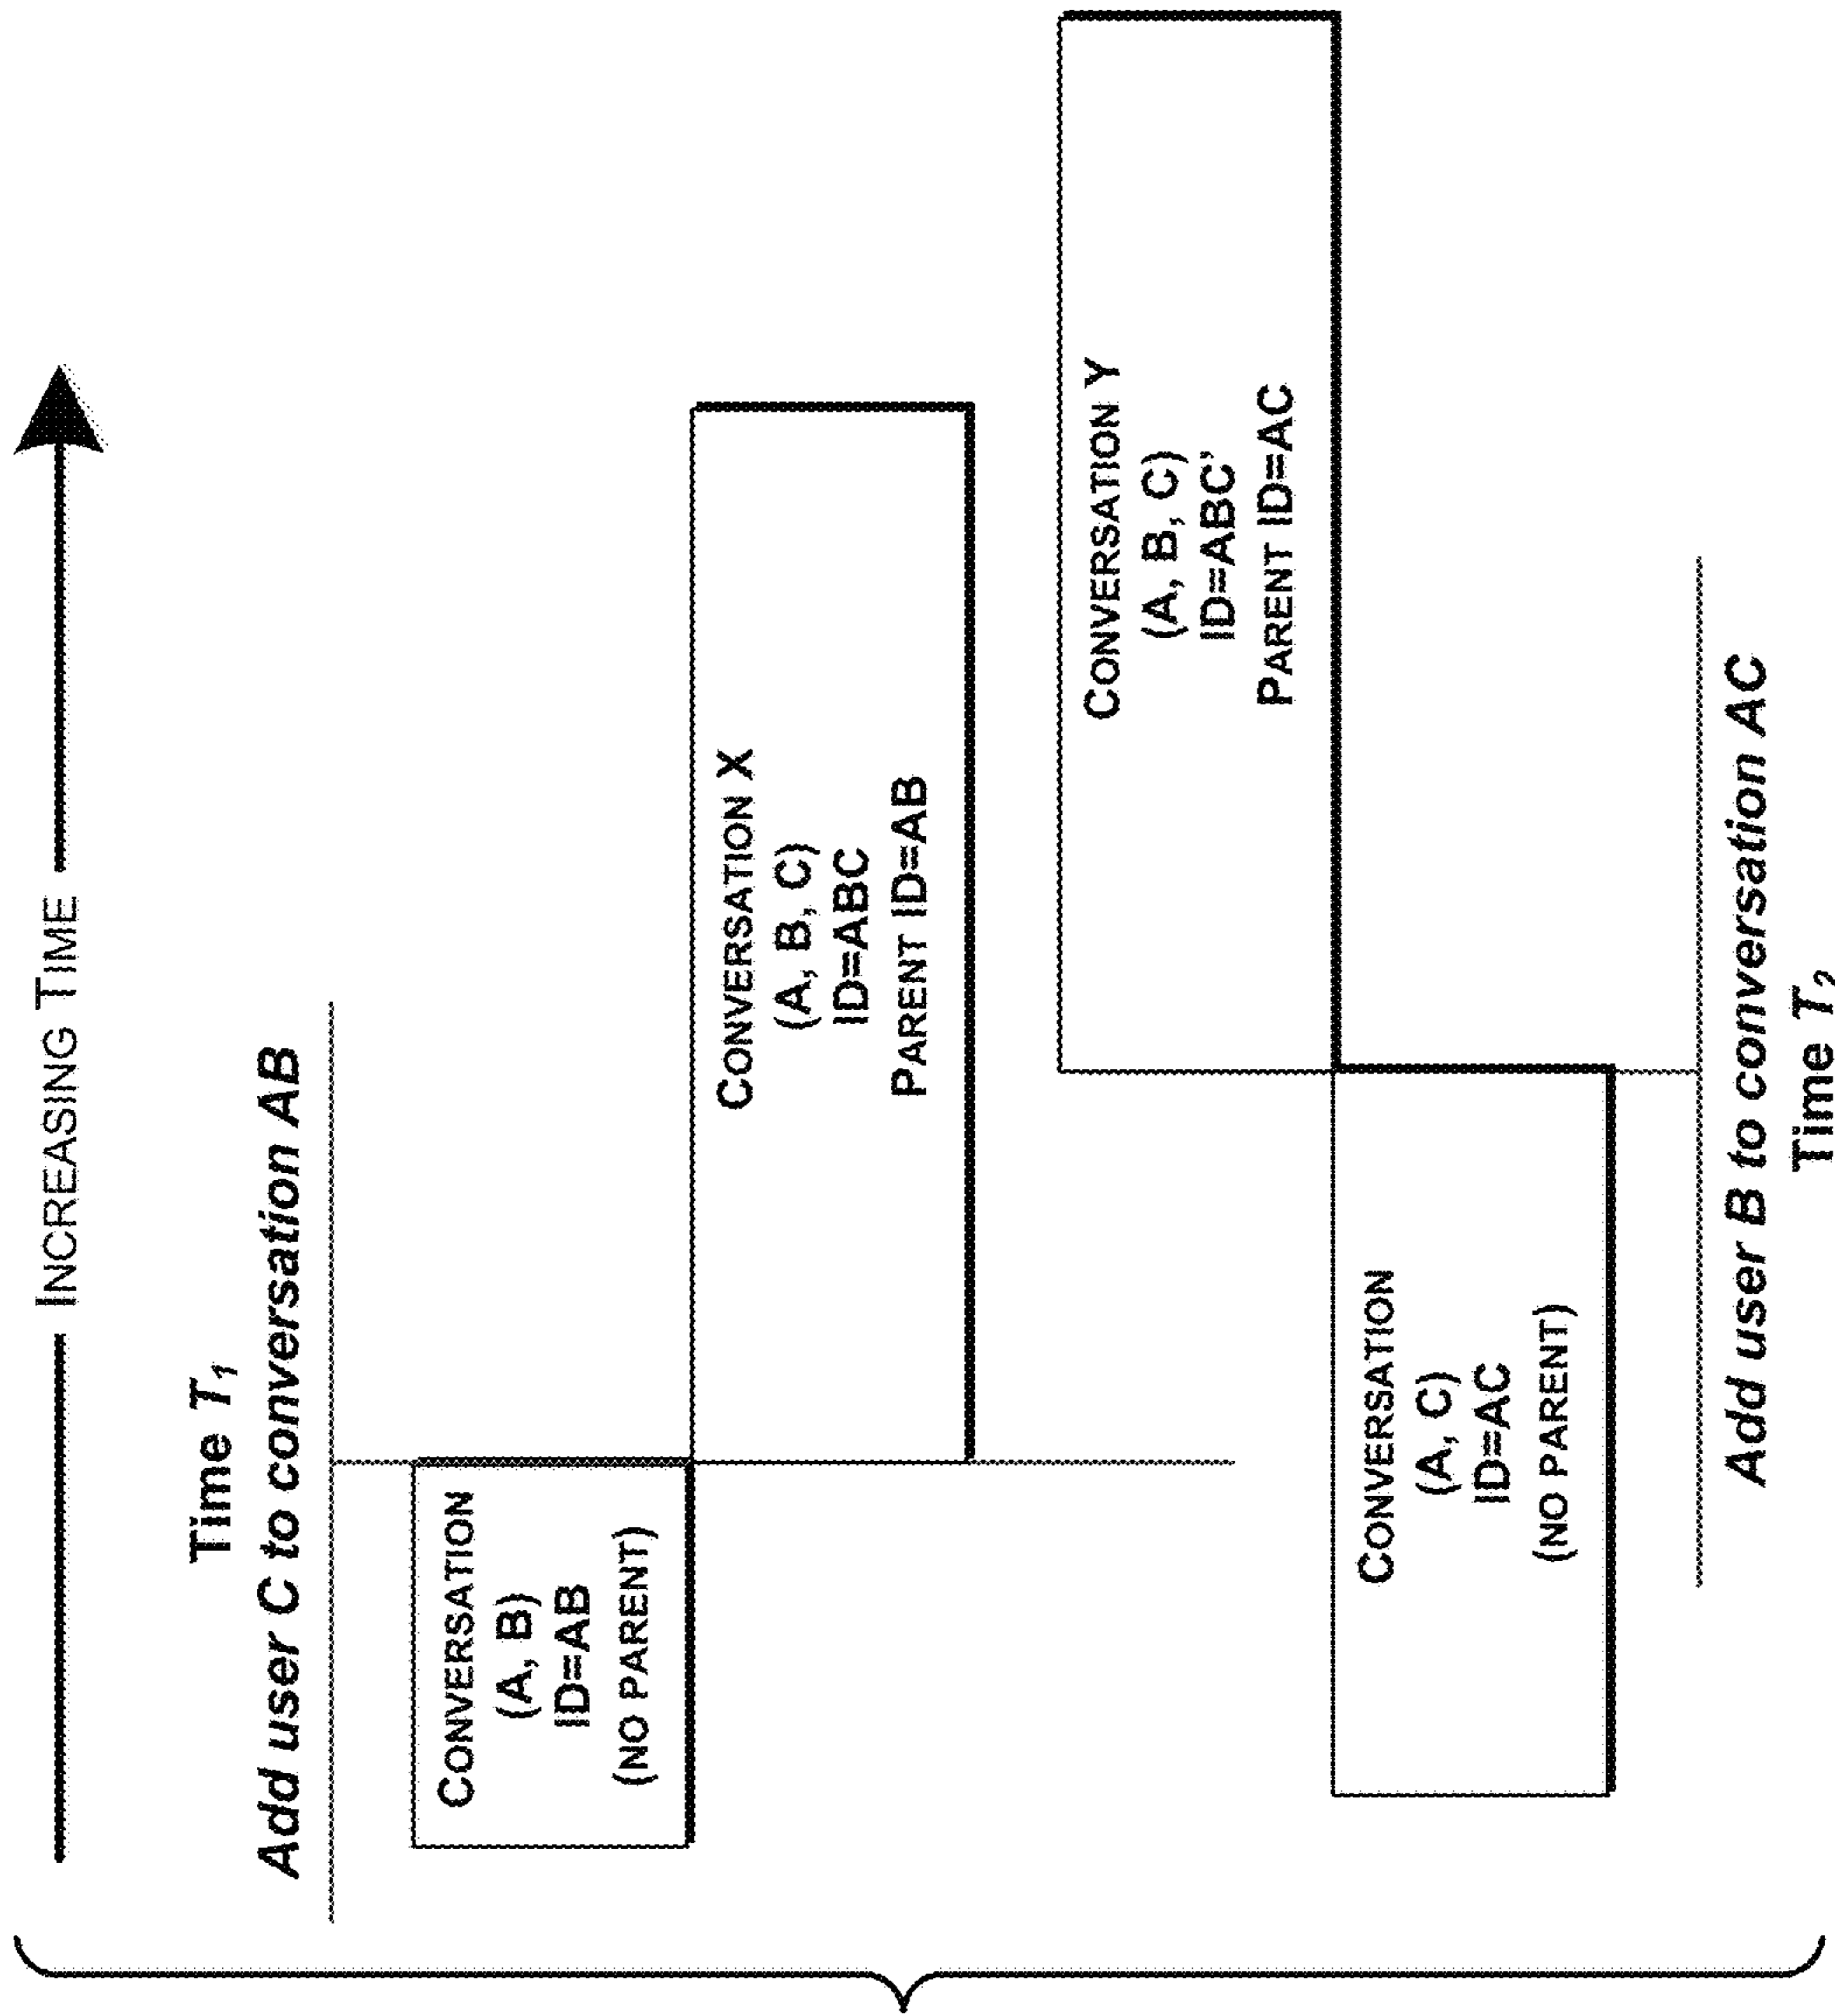 INCREASING TIME
Time T₁
Add user C to conversation AB
CONVERSATION
(A, B)
ID=AB
(NO PARENT)
CONVERSATION X
(A, B, C)
ID=ABC
PARENT ID=AB
CONVERSATION Y
(A, B, C)
ID=ABC'
PARENT ID=AC
CONVERSATION
(A, C)
ID=AC
(NO PARENT)
Add user B to conversation AC
Time T₂